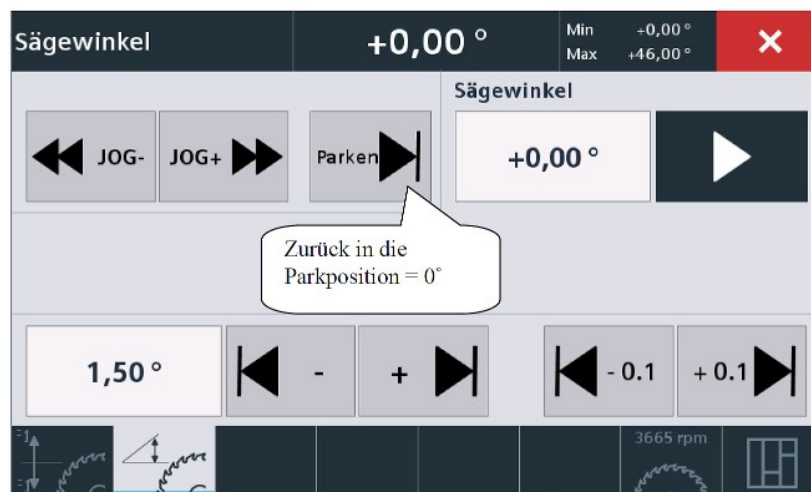 Sägewinkel
+0,00 °
Min +0,00 °
Max +46,00 °
Sägewinkel
JOG-
JOG+
Parken
+0,00 °
Zurück in die
Parkposition = 0°
1,50 °
-
+
- 0.1
+ 0.1
3665 rpm